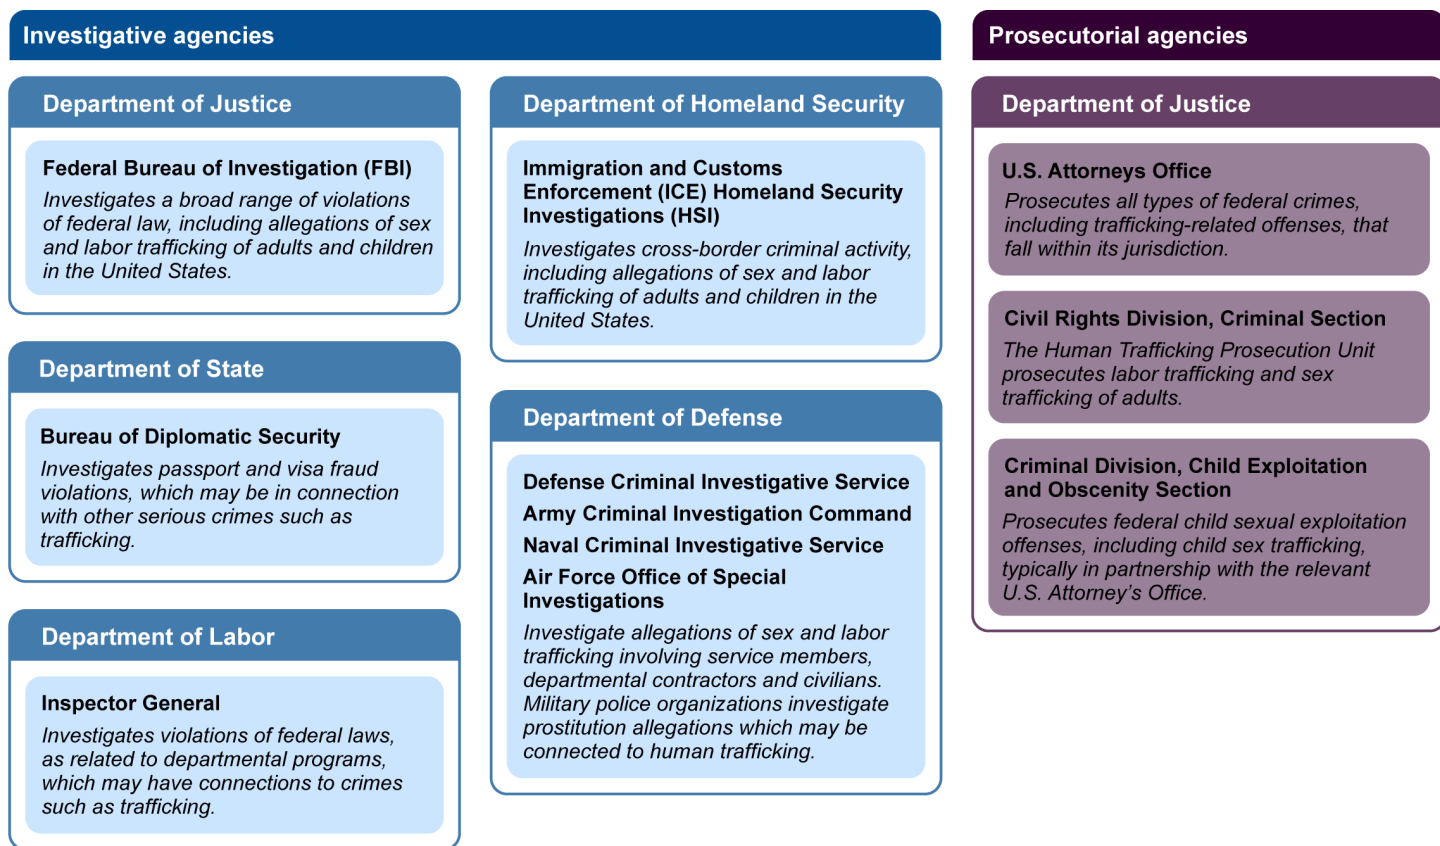 Investigative agencies
Department of Justice
Federal Bureau of Investigation (FBI)
Investigates a broad range of violations
of federal law, including allegations of sex
and labor trafficking of adults and children
in the United States.
Department of State
Bureau of Diplomatic Security
Investigates passport and visa fraud
violations, which may be in connection
with other serious crimes such as
trafficking.
Department of Labor
Inspector General
Investigates violations of federal laws,
as related to departmental programs,
which may have connections to crimes
such as trafficking.
Department of Homeland Security
Immigration and Customs
Enforcement (ICE) Homeland Security
Investigations (HSI)
Investigates cross-border criminal activity,
including allegations of sex and labor
trafficking of adults and children in the
United States.
Department of Defense
Defense Criminal Investigative Service
Army Criminal Investigation Command
Naval Criminal Investigative Service
Air Force Office of Special
Investigations
Investigate allegations of sex and labor
trafficking involving service members,
departmental contractors and civilians.
Military police organizations investigate
prostitution allegations which may be
connected to human trafficking.
Prosecutorial agencies
Department of Justice
U.S. Attorneys Office
Prosecutes all types of federal crimes,
including trafficking-related offenses, that
fall within its jurisdiction.
Civil Rights Division, Criminal Section
The Human Trafficking Prosecution Unit
prosecutes labor trafficking and sex
trafficking of adults.
Criminal Division, Child Exploitation
and Obscenity Section
Prosecutes federal child sexual exploitation
offenses, including child sex trafficking,
typically in partnership with the relevant
U.S. Attorney’s Office.